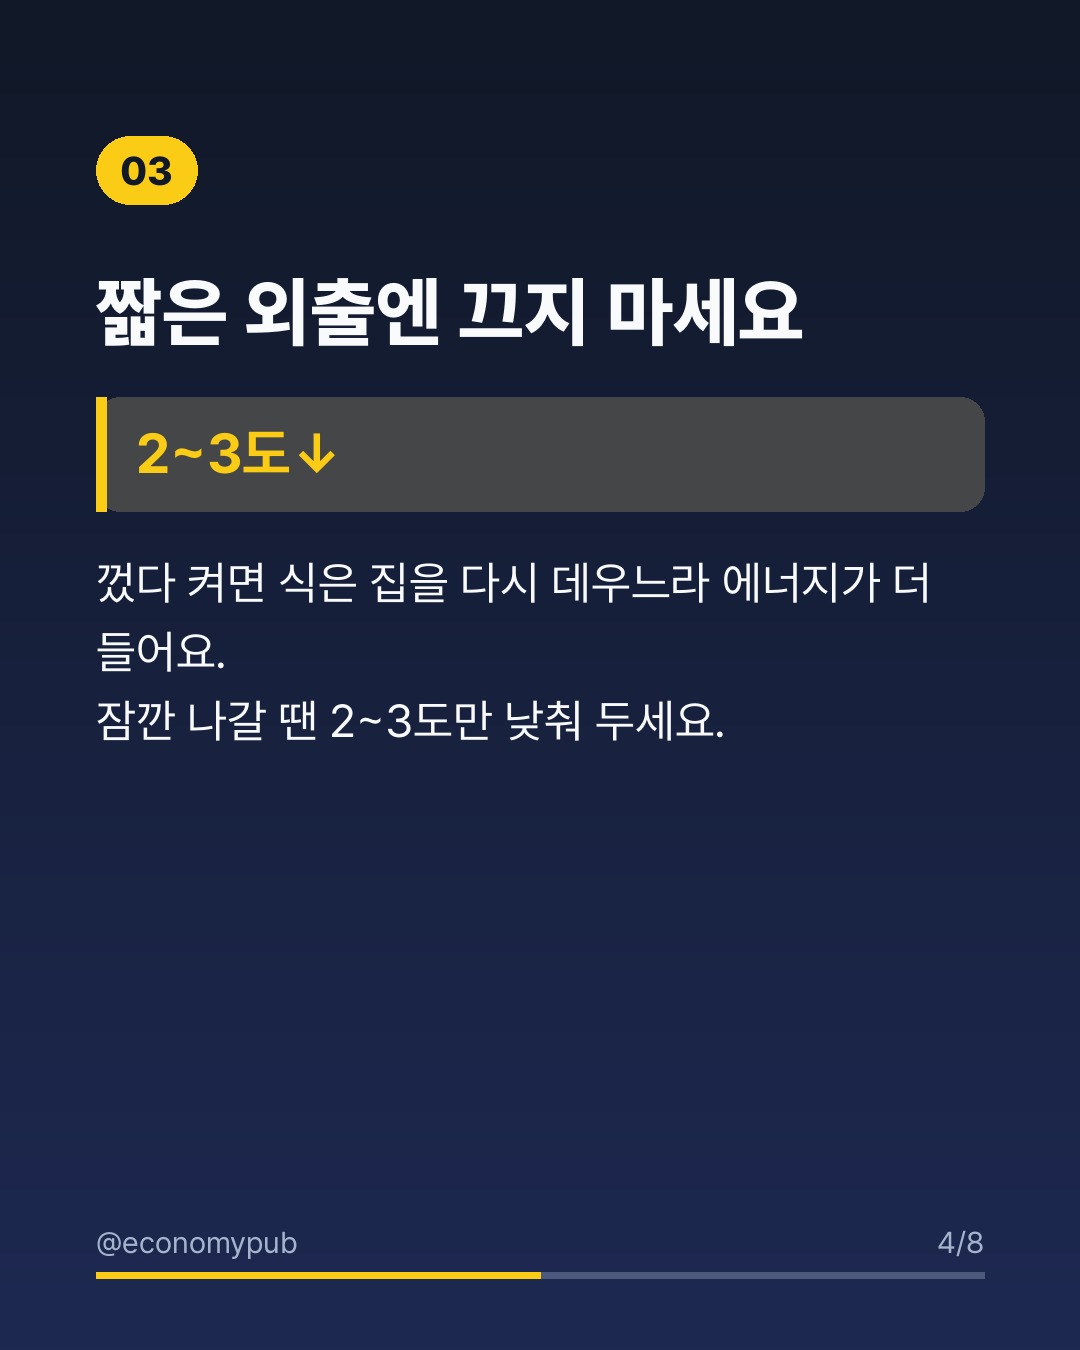 03
짧은 외출엔 끄지 마세요
2~3도↓
껐다 켜면 식은 집을 다시 데우느라 에너지가 더
들어요.
잠깐 나갈 땐 2~3도만 낮춰 두세요.
@economypub
4/8